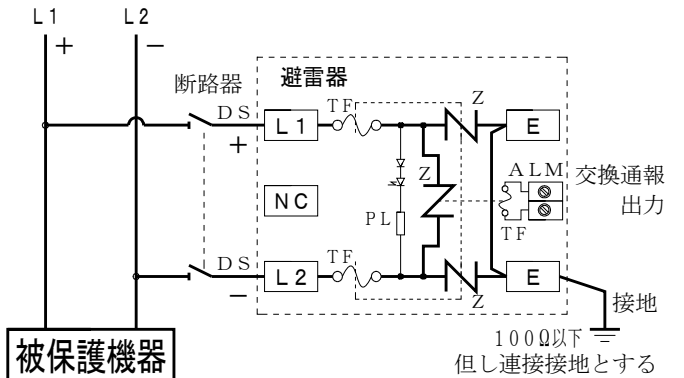 L1
L2
+
−
断路器
避雷器
DS
+
L1
TF
Z
E
NC
Z
PL
ALM
TF
交換通報
出力
DS
−
L2
TF
Z
E
接地
100Ω以下
但し連接接地とする
被保護機器